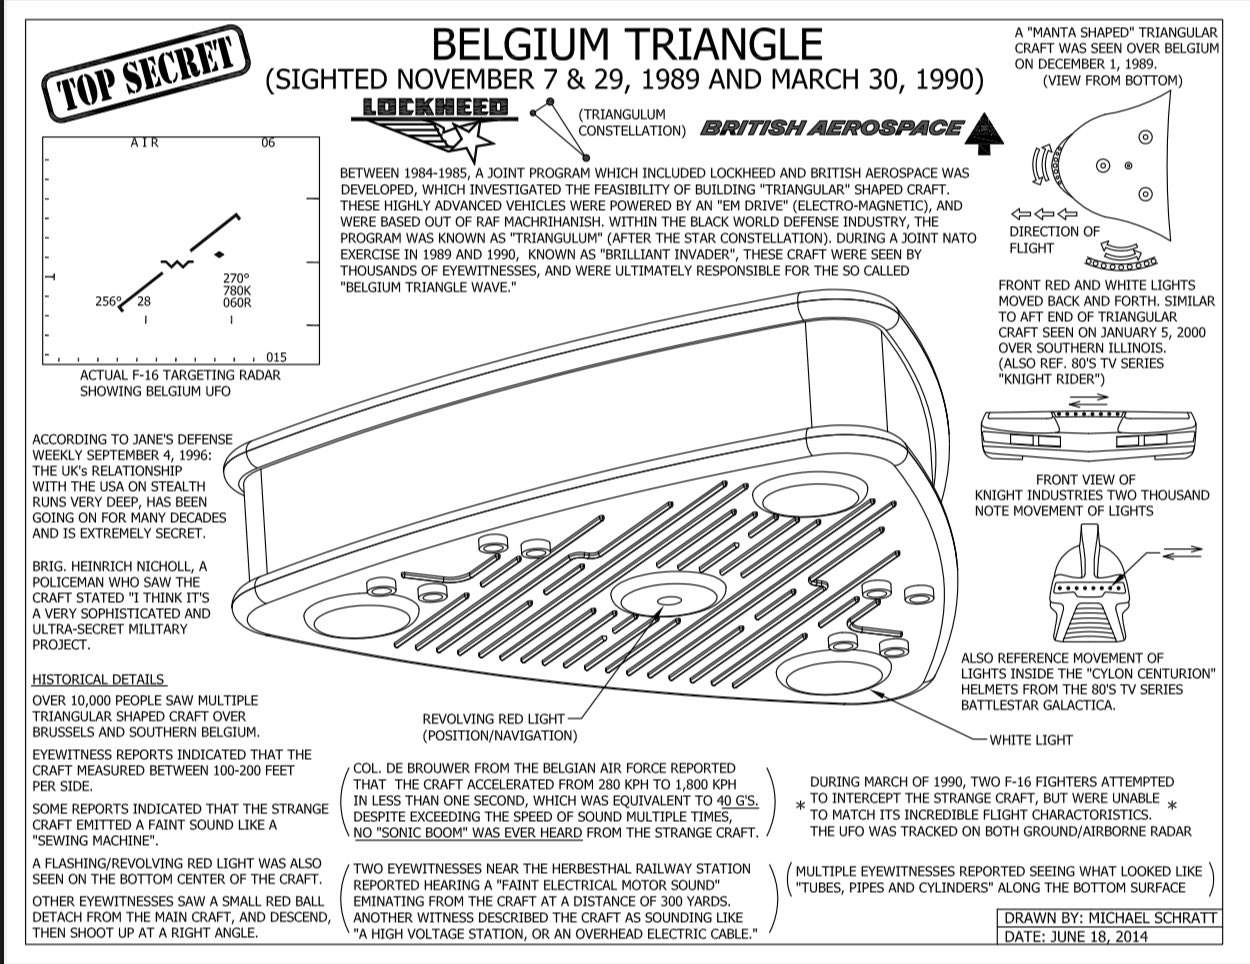 TOP SECRET
BELGIUM TRIANGLE
(SIGHTED NOVEMBER 7 & 29, 1989 AND MARCH 30, 1990)
LOCKHEED
(TRIANGULUM
CONSTELLATION)
BRITISH AEROSPACE
BETWEEN 1984-1985, A JOINT PROGRAM WHICH INCLUDED LOCKHEED AND BRITISH AEROSPACE WAS
DEVELOPED, WHICH INVESTIGATED THE FEASIBILITY OF BUILDING "TRIANGULAR" SHAPED CRAFT.
THESE HIGHLY ADVANCED VEHICLES WERE POWERED BY AN "EM DRIVE" (ELECTRO-MAGNETIC), AND
WERE BASED OUT OF RAF MACHRIHANISH. WITHIN THE BLACK WORLD DEFENSE INDUSTRY, THE
PROGRAM WAS KNOWN AS "TRIANGULUM" (AFTER THE STAR CONSTELLATION). DURING A JOINT NATO
EXERCISE IN 1989 AND 1990,  KNOWN AS "BRILLIANT INVADER", THESE CRAFT WERE SEEN BY
THOUSANDS OF EYEWITNESSES, AND WERE ULTIMATELY RESPONSIBLE FOR THE SO CALLED
"BELGIUM TRIANGLE WAVE."
A "MANTA SHAPED" TRIANGULAR
CRAFT WAS SEEN OVER BELGIUM
ON DECEMBER 1, 1989.
(VIEW FROM BOTTOM)
DIRECTION OF
FLIGHT
FRONT RED AND WHITE LIGHTS
MOVED BACK AND FORTH. SIMILAR
TO AFT END OF TRIANGULAR
CRAFT SEEN ON JANUARY 5, 2000
OVER SOUTHERN ILLINOIS.
(ALSO REF. 80'S TV SERIES
"KNIGHT RIDER")
FRONT VIEW OF
KNIGHT INDUSTRIES TWO THOUSAND
NOTE MOVEMENT OF LIGHTS
ALSO REFERENCE MOVEMENT OF
LIGHTS INSIDE THE "CYLON CENTURION"
HELMETS FROM THE 80'S TV SERIES
BATTLESTAR GALACTICA.
AIR
06
256°
28
270°
780K
060R
015
ACTUAL F-16 TARGETING RADAR
SHOWING BELGIUM UFO
ACCORDING TO JANE'S DEFENSE
WEEKLY SEPTEMBER 4, 1996:
THE UK's RELATIONSHIP
WITH THE USA ON STEALTH
RUNS VERY DEEP, HAS BEEN
GOING ON FOR MANY DECADES
AND IS EXTREMELY SECRET.
BRIG. HEINRICH NICHOLL, A
POLICEMAN WHO SAW THE
CRAFT STATED "I THINK IT'S
A VERY SOPHISTICATED AND
ULTRA-SECRET MILITARY
PROJECT.
HISTORICAL DETAILS
OVER 10,000 PEOPLE SAW MULTIPLE
TRIANGULAR SHAPED CRAFT OVER
BRUSSELS AND SOUTHERN BELGIUM.
EYEWITNESS REPORTS INDICATED THAT THE
CRAFT MEASURED BETWEEN 100-200 FEET
PER SIDE.
SOME REPORTS INDICATED THAT THE STRANGE
CRAFT EMITTED A FAINT SOUND LIKE A
"SEWING MACHINE".
A FLASHING/REVOLVING RED LIGHT WAS ALSO
SEEN ON THE BOTTOM CENTER OF THE CRAFT.
OTHER EYEWITNESSES SAW A SMALL RED BALL
DETACH FROM THE MAIN CRAFT, AND DESCEND,
THEN SHOOT UP AT A RIGHT ANGLE.
REVOLVING RED LIGHT
(POSITION/NAVIGATION)
WHITE LIGHT
(COL. DE BROUWER FROM THE BELGIAN AIR FORCE REPORTED
THAT  THE CRAFT ACCELERATED FROM 280 KPH TO 1,800 KPH
IN LESS THAN ONE SECOND, WHICH WAS EQUIVALENT TO 40 G'S.
DESPITE EXCEEDING THE SPEED OF SOUND MULTIPLE TIMES,
NO "SONIC BOOM" WAS EVER HEARD FROM THE STRANGE CRAFT.)
(TWO EYEWITNESSES NEAR THE HERBESTHAL RAILWAY STATION
REPORTED HEARING A "FAINT ELECTRICAL MOTOR SOUND"
EMINATING FROM THE CRAFT AT A DISTANCE OF 300 YARDS.
ANOTHER WITNESS DESCRIBED THE CRAFT AS SOUNDING LIKE
"A HIGH VOLTAGE STATION, OR AN OVERHEAD ELECTRIC CABLE.")
DURING MARCH OF 1990, TWO F-16 FIGHTERS ATTEMPTED
* TO INTERCEPT THE STRANGE CRAFT, BUT WERE UNABLE *
TO MATCH ITS INCREDIBLE FLIGHT CHARACTERISTICS.
THE UFO WAS TRACKED ON BOTH GROUND/AIRBORNE RADAR
(MULTIPLE EYEWITNESSES REPORTED SEEING WHAT LOOKED LIKE
"TUBES, PIPES AND CYLINDERS" ALONG THE BOTTOM SURFACE)
DRAWN BY: MICHAEL SCHRATT
DATE: JUNE 18, 2014